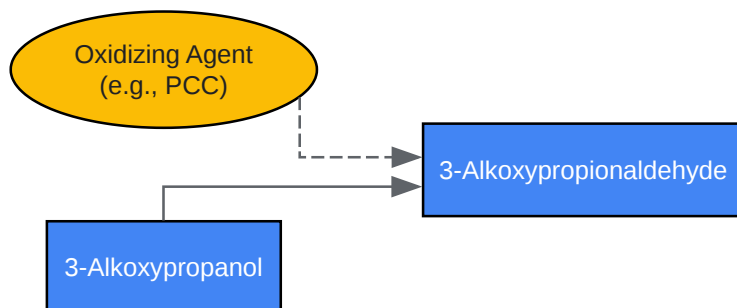 Oxidizing Agent
(e.g., PCC)
3-Alkoxypropionaldehyde
3-Alkoxypropanol